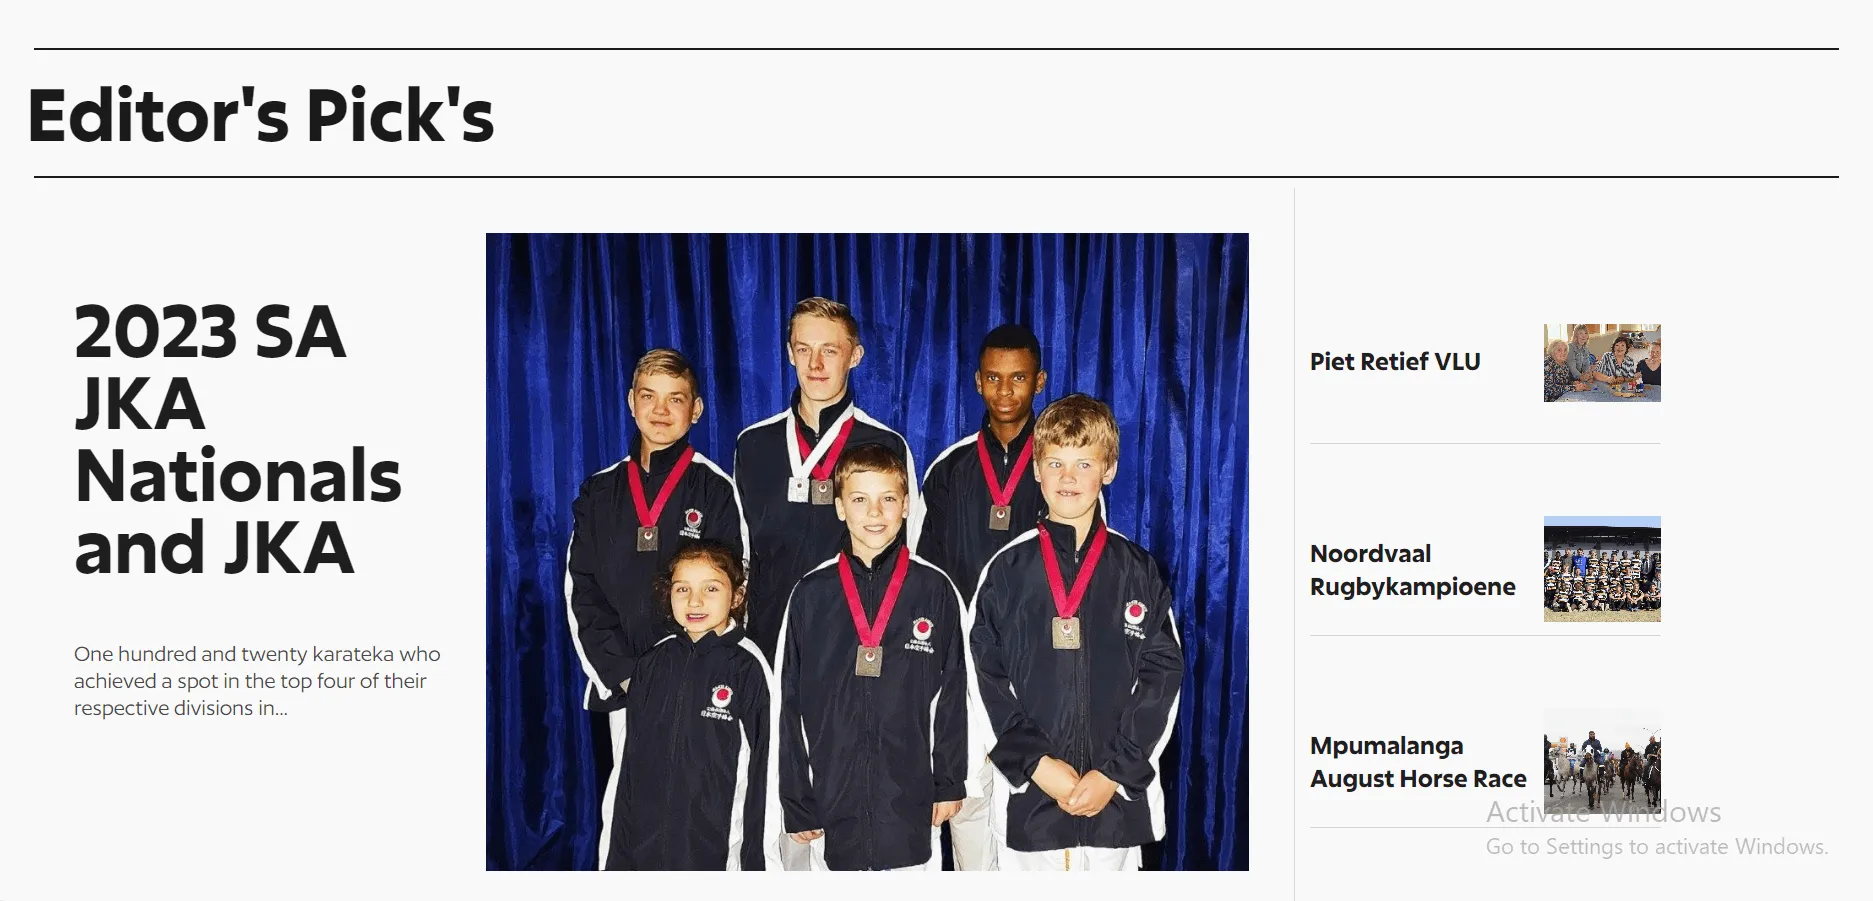 Editor's Pick's
2023 SA
JKA
Nationals
and JKA
One hundred and twenty karateka who
achieved a spot in the top four of their
respective divisions in...
Piet Retief VLU
Noordvaal
Rugbykampioene
Mpumalanga
August Horse Race
Activate Windows
Go to Settings to activate Windows.